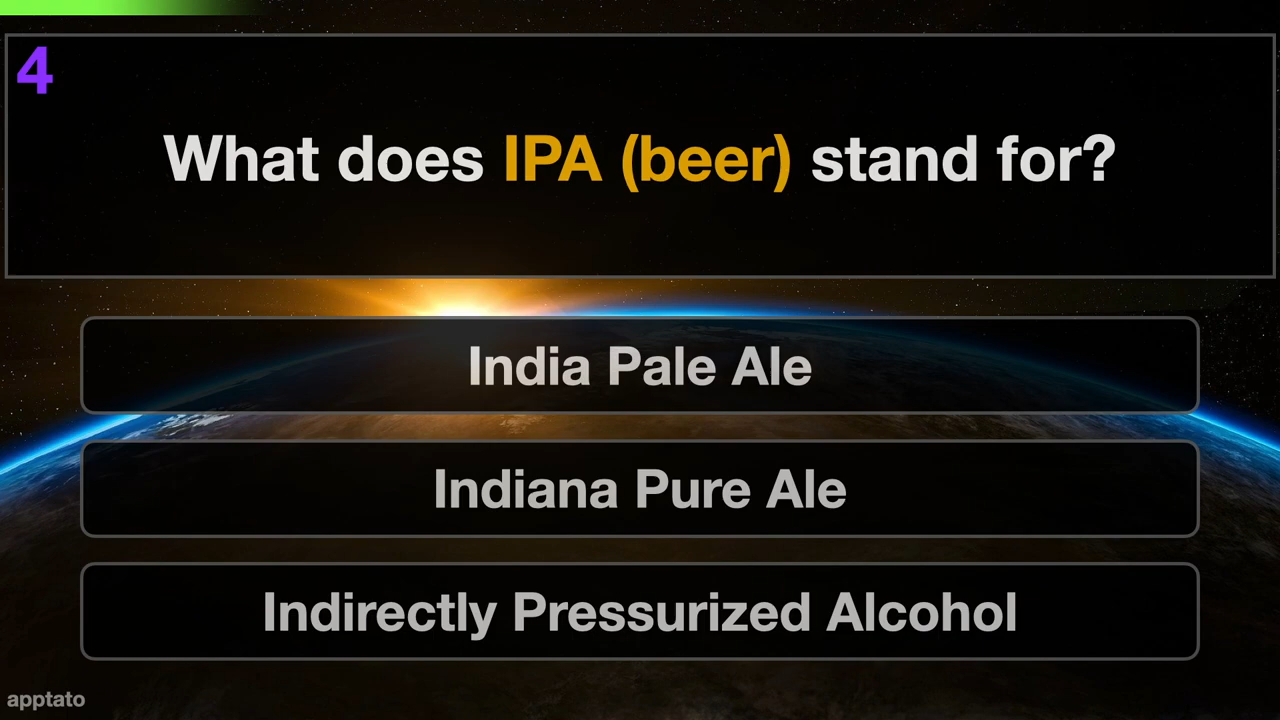 4
What does IPA (beer) stand for?
India Pale Ale
Indiana Pure Ale
Indirectly Pressurized Alcohol
apptato